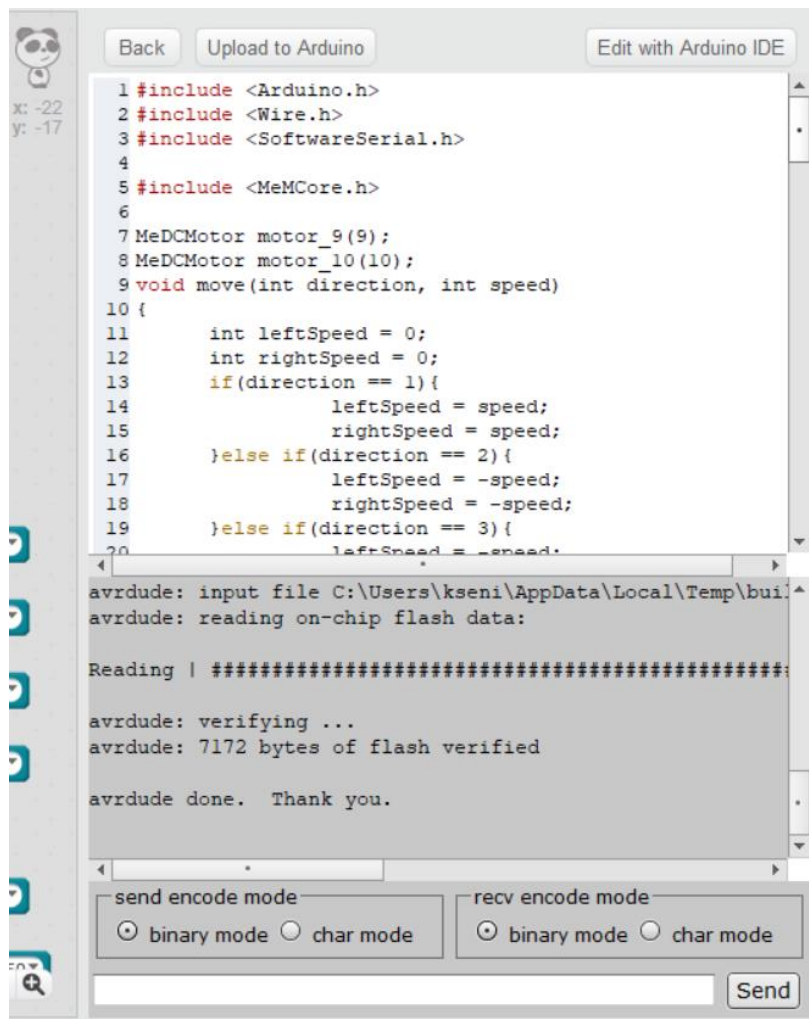 x: -22
y: -17
Back Upload to Arduino Edit with Arduino IDE
1 #include <Arduino.h>
2 #include <Wire.h>
3 #include <SoftwareSerial.h>
4
5 #include <MeMCore.h>
6
7 MeDCMotor motor_9(9);
8 MeDCMotor motor_10(10);
9 void move(int direction, int speed)
10 {
11 int leftSpeed = 0;
12 int rightSpeed = 0;
13 if(direction == 1){
14 leftSpeed = speed;
15 rightSpeed = speed;
16 }else if(direction == 2){
17 leftSpeed = -speed;
18 rightSpeed = -speed;
19 }else if(direction == 3){
20 leftSpeed = -speed;
avrdude: input file C:\Users\kseni\AppData\Local\Temp\buil
avrdude: reading on-chip flash data:
Reading | ################################################
avrdude: verifying ...
avrdude: 7172 bytes of flash verified
avrdude done. Thank you.
send encode mode recv encode mode
binary mode char mode binary mode char mode
Send